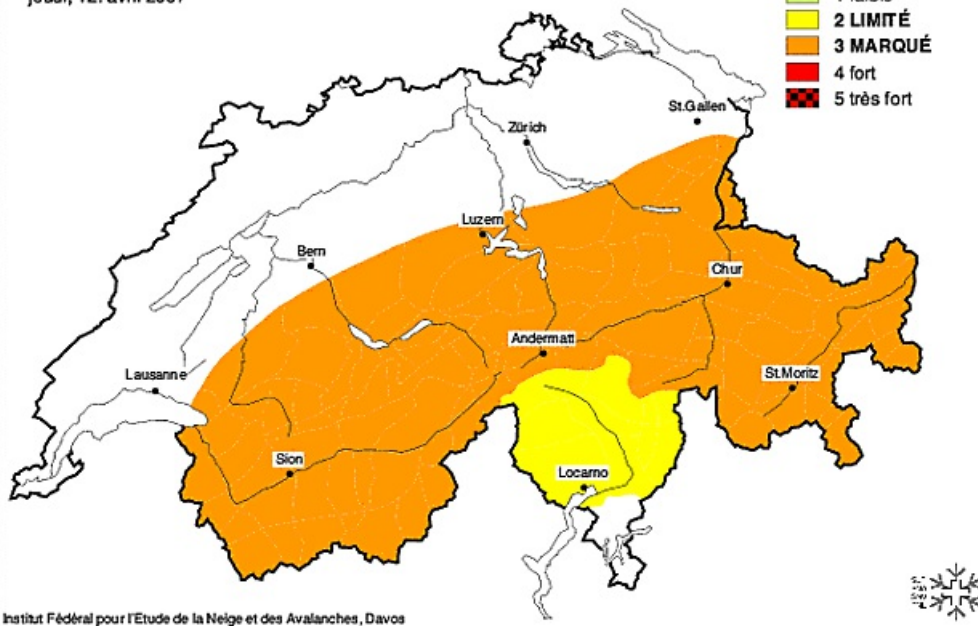 2 LIMITÉ
3 MARQUÉ
4 fort
5 très fort
St.Gallen
Zürich
Luzern
Bern
Chur
Andermatt
Lausanne
St.Moritz
Sion
Locarno
Institut Fédéral pour l'Etude de la Neige et des Avalanches, Davos